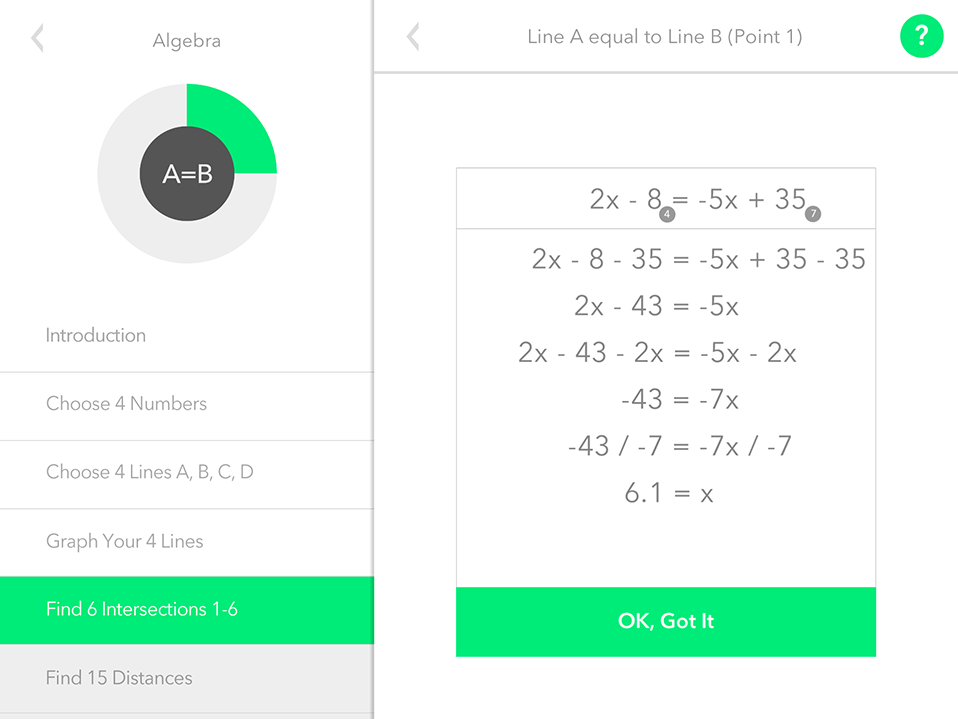 Algebra
A=B
Introduction
Choose 4 Numbers
Choose 4 Lines A, B, C, D
Graph Your 4 Lines
Find 6 Intersections 1-6
Find 15 Distances
Line A equal to Line B (Point 1)
?
2x - 8 = -5x + 35
4 7
2x - 8 - 35 = -5x + 35 - 35
2x - 43 = -5x
2x - 43 - 2x = -5x - 2x
-43 = -7x
-43 / -7 = -7x / -7
6.1 = x
OK, Got It